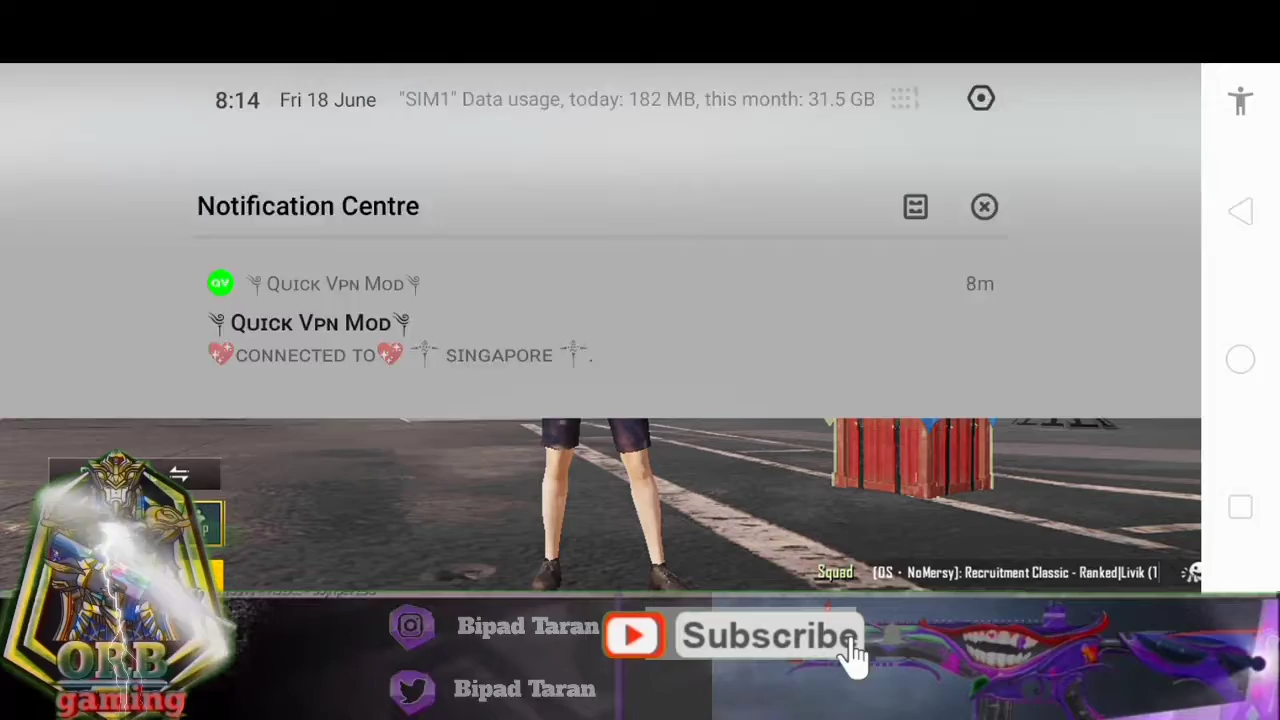 8:14 Fri 18 June "SIM1" Data usage, today: 182 MB, this month: 31.5 GB
Notification Centre
QV Quick Vpn Mod 8m
Quick Vpn Mod
💖CONNECTED TO💖 SINGAPORE .
Squad [OS • NoMersy]: Recruitment Classic - Ranked|Livik (1
Bipad Taran
Subscribe
Bipad Taran
ORB
gaming